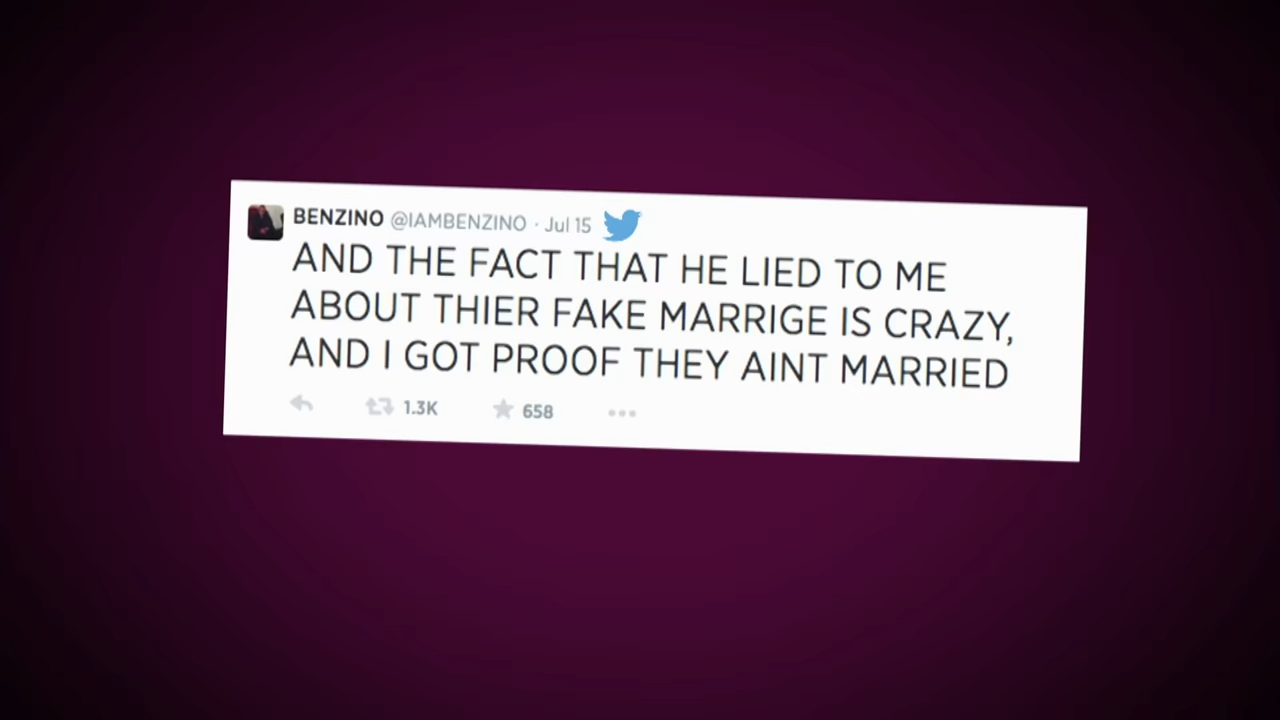 BENZINO @IAMBENZINO · Jul 15
AND THE FACT THAT HE LIED TO ME
ABOUT THIER FAKE MARRIGE IS CRAZY,
AND I GOT PROOF THEY AINT MARRIED
1.3K 658